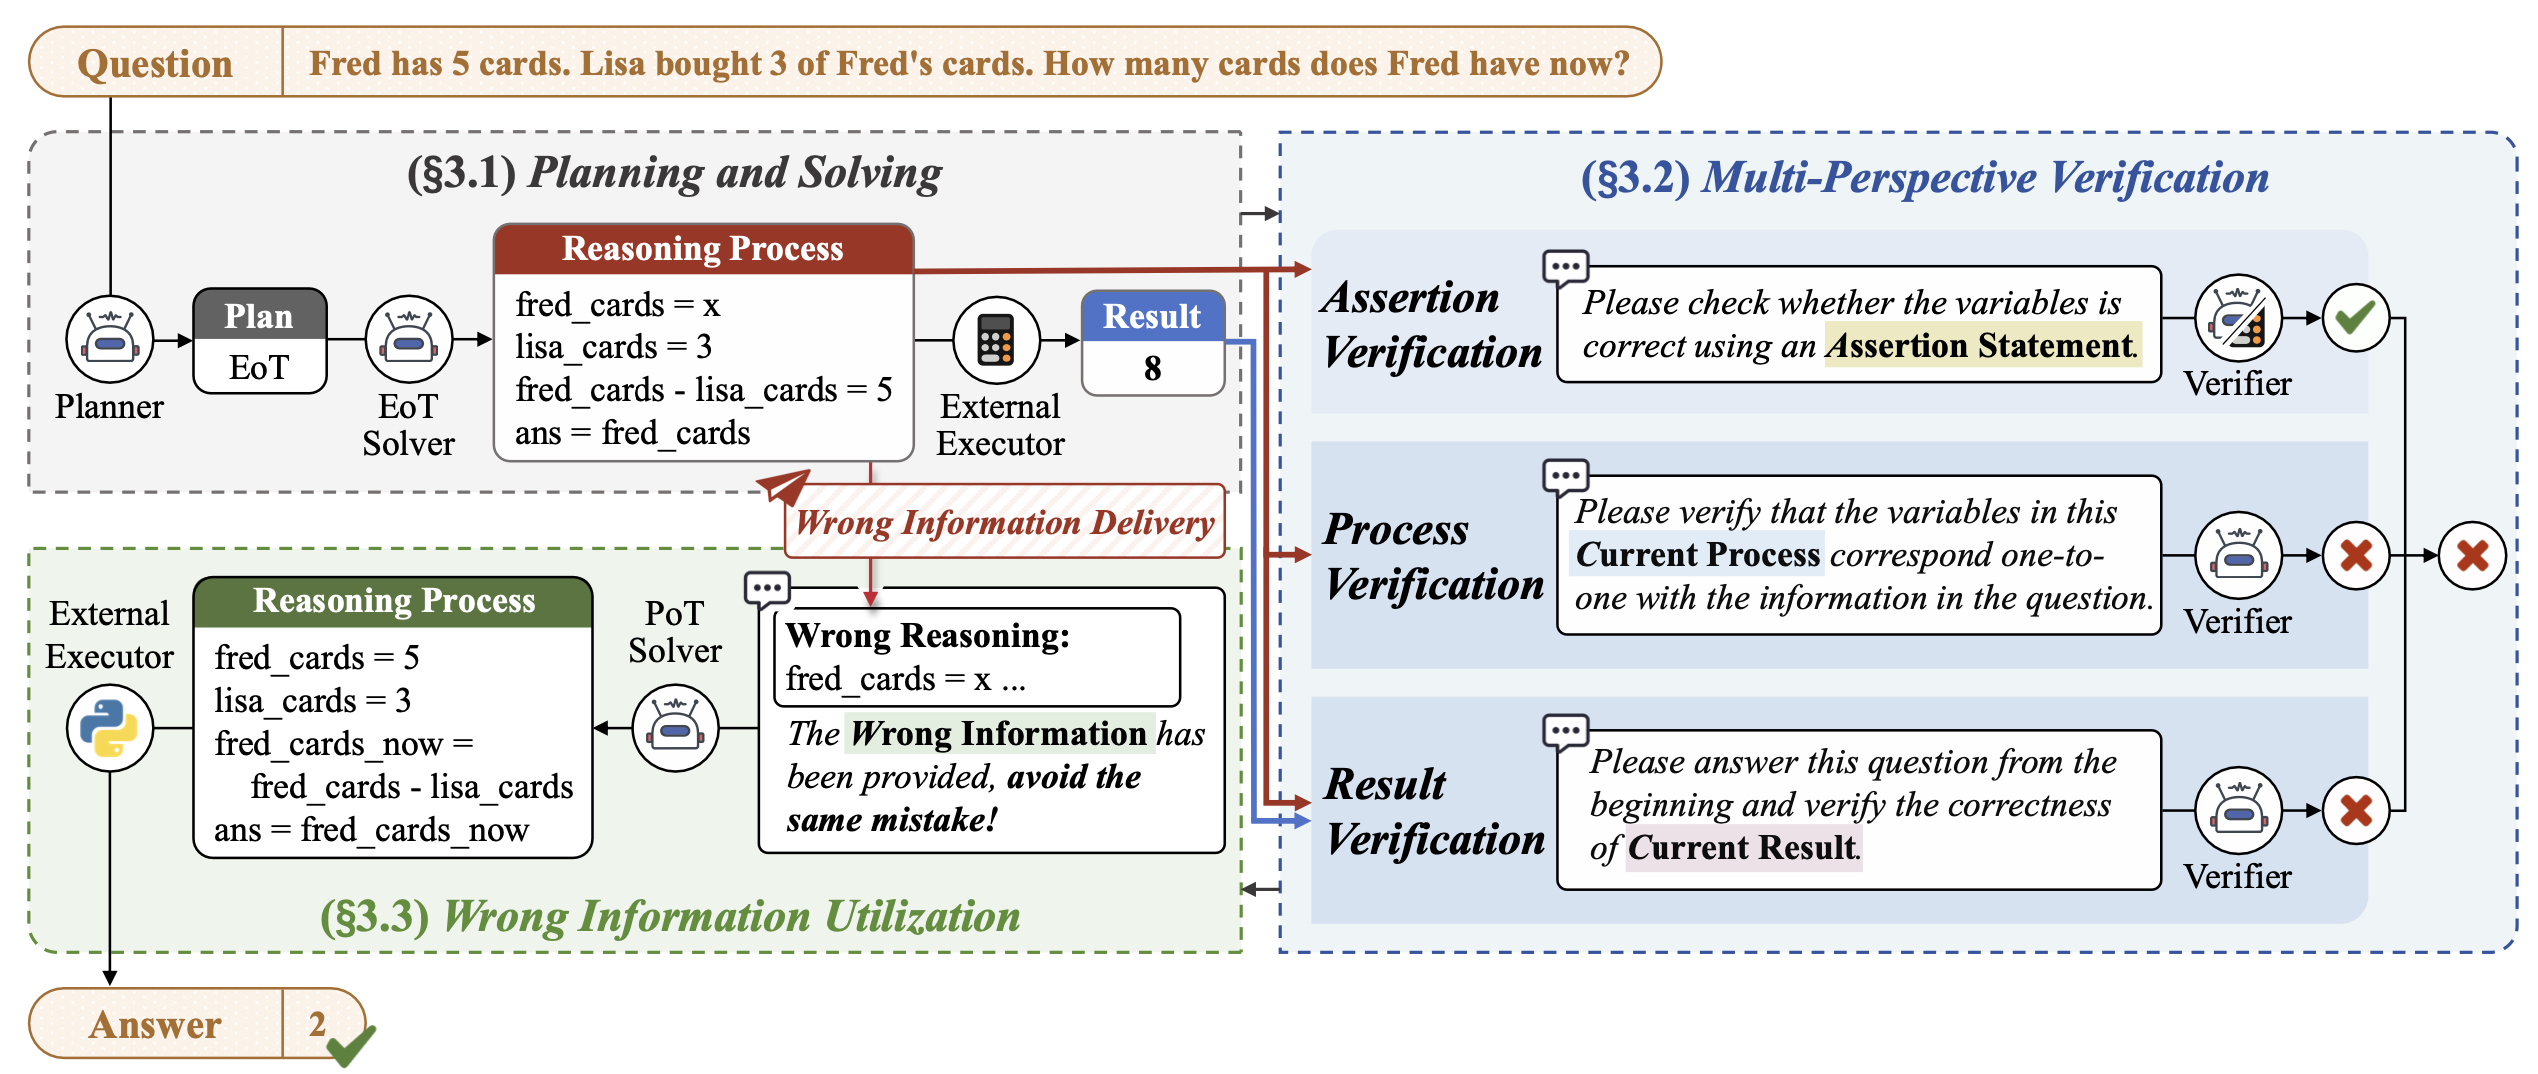 Question
Fred has 5 cards. Lisa bought 3 of Fred's cards. How many cards does Fred have now?
(§3.1) Planning and Solving
Planner
Plan
EoT
EoT
Solver
Reasoning Process
fred_cards = x
lisa_cards = 3
fred_cards - lisa_cards = 5
ans = fred_cards
External
Executor
Result
8
Wrong Information Delivery
(§3.2) Multi-Perspective Verification
Assertion
Verification
Please check whether the variables is
correct using an Assertion Statement.
Verifier
Process
Verification
Please verify that the variables in this
Current Process correspond one-to-
one with the information in the question.
Verifier
Result
Verification
Please answer this question from the
beginning and verify the correctness
of Current Result.
Verifier
Wrong Reasoning:
fred_cards = x ...
The Wrong Information has
been provided, avoid the
same mistake!
PoT
Solver
Reasoning Process
fred_cards = 5
lisa_cards = 3
fred_cards_now =
fred_cards - lisa_cards
ans = fred_cards_now
External
Executor
(§3.3) Wrong Information Utilization
Answer
2